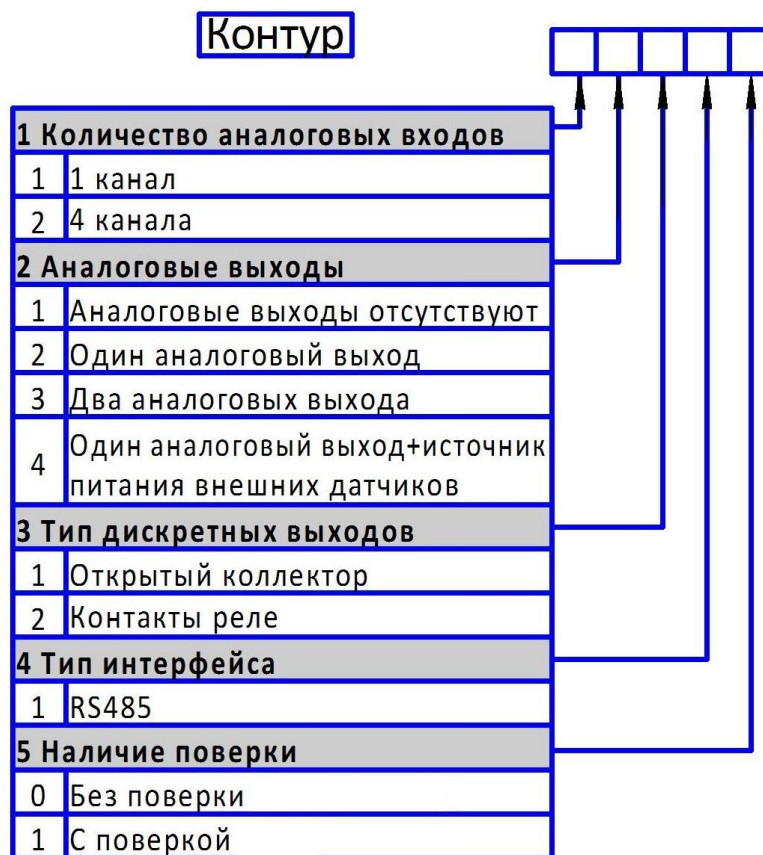 Контур
1 Количество аналоговых входов
1 1 канал
2 4 канала
2 Аналоговые выходы
1 Аналоговые выходы отсутствуют
2 Один аналоговый выход
3 Два аналоговых выхода
4 Один аналоговый выход+источник
питания внешних датчиков
3 Тип дискретных выходов
1 Открытый коллектор
2 Контакты реле
4 Тип интерфейса
1 RS485
5 Наличие поверки
0 Без поверки
1 С поверкой